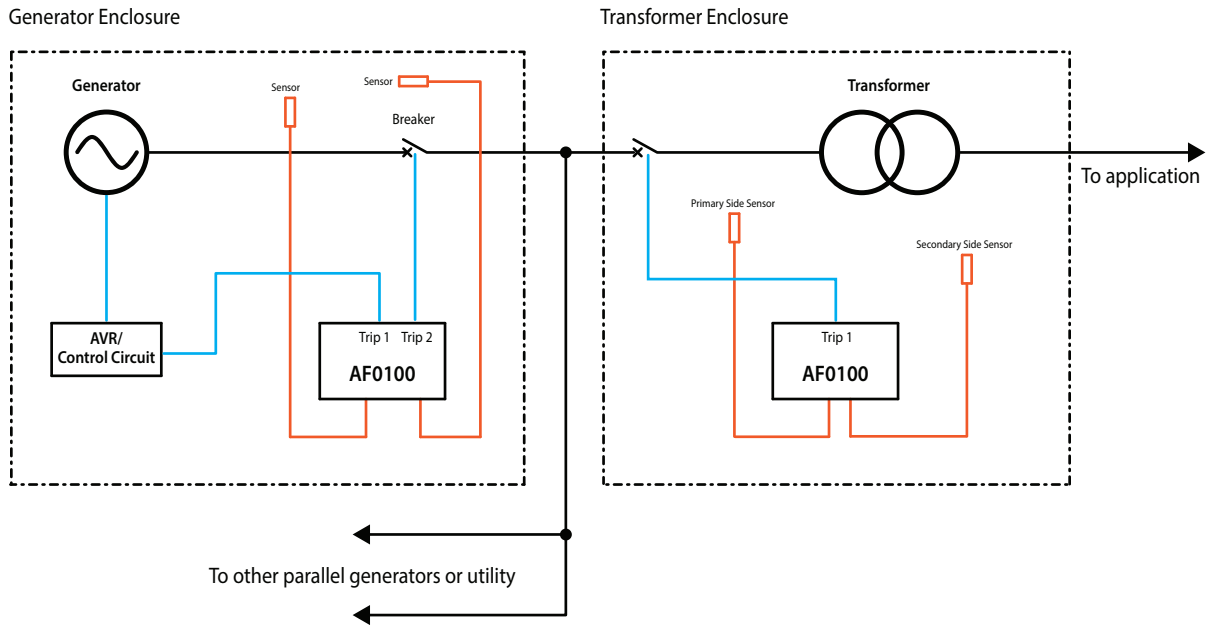 Generator Enclosure
Transformer Enclosure
Generator
Sensor
Sensor
Breaker
Transformer
To application
Primary Side Sensor
Secondary Side Sensor
AVR/
Control Circuit
Trip 1 Trip 2
AF0100
Trip 1
AF0100
To other parallel generators or utility